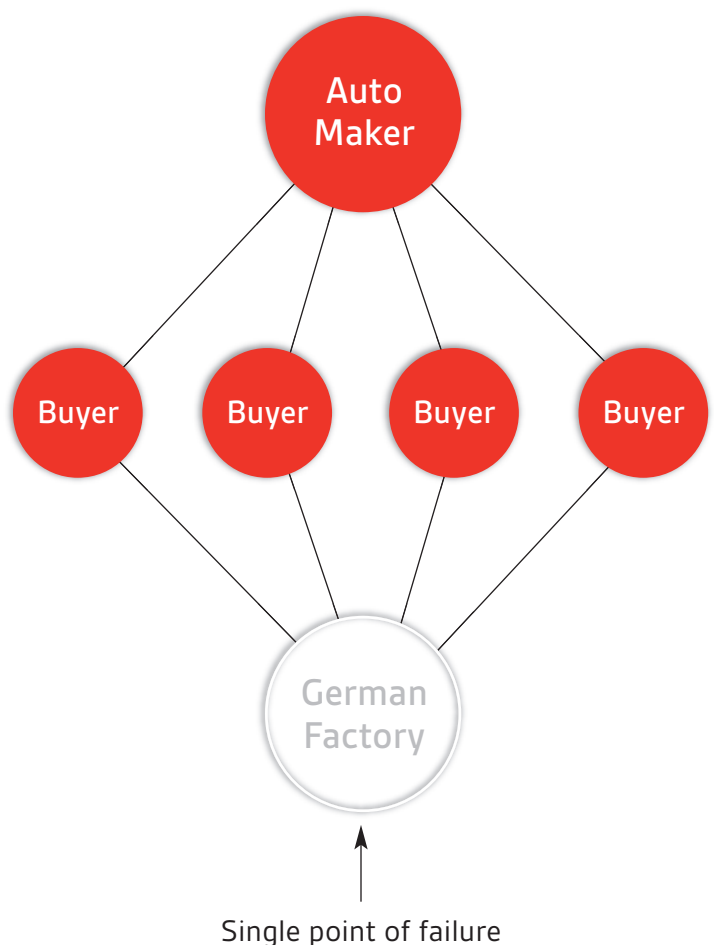 Auto
Maker
Buyer
Buyer
Buyer
Buyer
German
Factory
Single point of failure